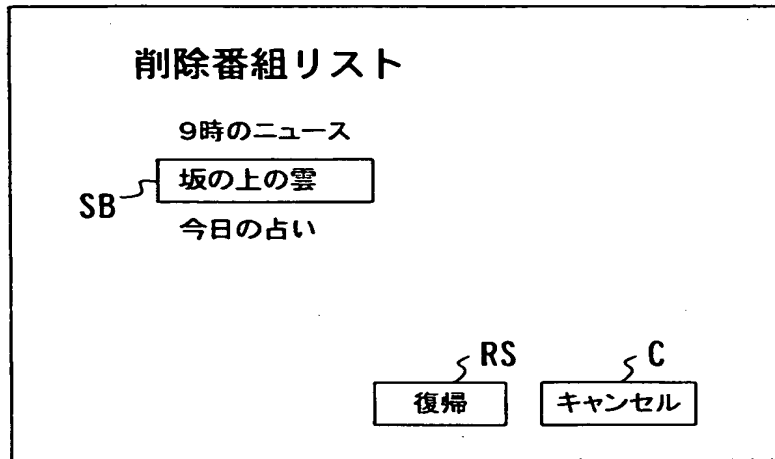 削除番組リスト
9時のニュース
坂の上の雲
SB
今日の占い
RS
C
復帰
キャンセル